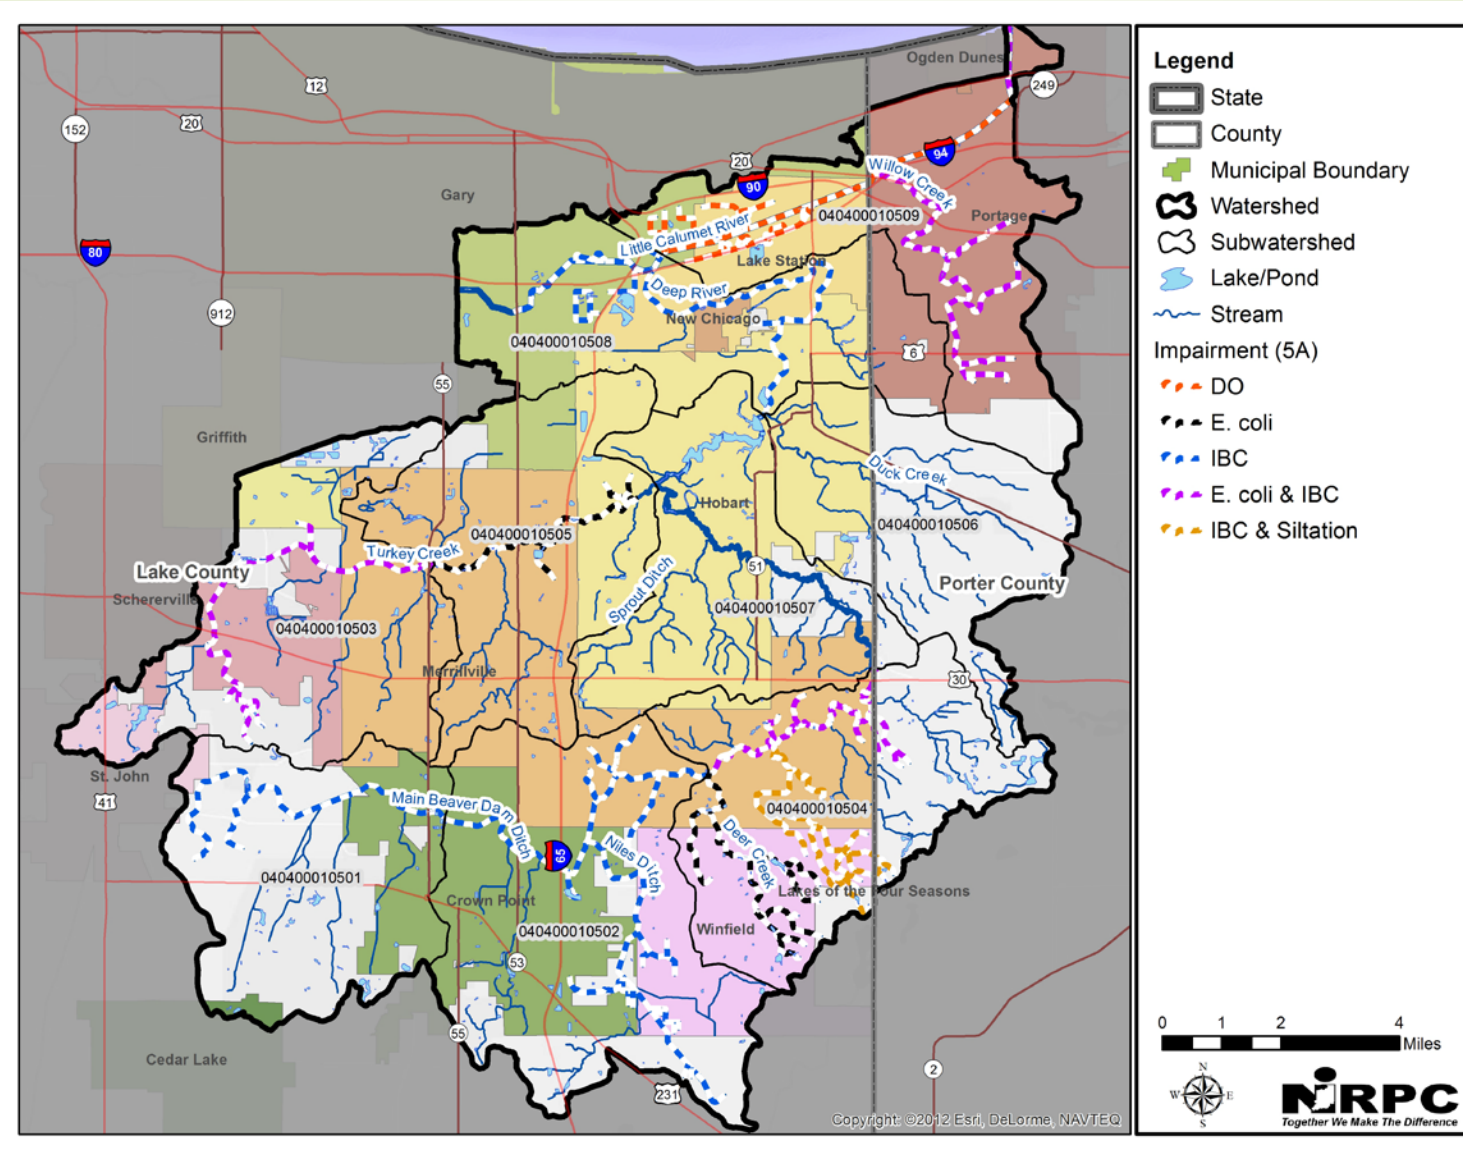 Ogden Dunes
249
12
152
20
94
20
Willow Creek
90
Gary
040400010509
Portage
Little Calumet River
80
Lake Station
Deep River
912
New Chicago
040400010508
6
55
Griffith
Duck Creek
Hobart
040400010506
040400010505
Turkey Creek
Lake County
51
Porter County
Sprout Ditch
Schererville
040400010507
040400010503
Merrillville
30
St. John
41
Main Beaver Dam Ditch
040400010504
Deer Creek
65
Niles Ditch
040400010501
Lakes of the Four Seasons
Crown Point
Winfield
040400010502
53
55
Cedar Lake
2
231
Copyright: ©2012 Esri, DeLorme, NAVTEQ
Legend
State
County
Municipal Boundary
Watershed
Subwatershed
Lake/Pond
Stream
Impairment (5A)
DO
E. coli
IBC
E. coli & IBC
IBC & Siltation
0 1 2 4
Miles
N
W E
S
NIRPC
Together We Make The Difference